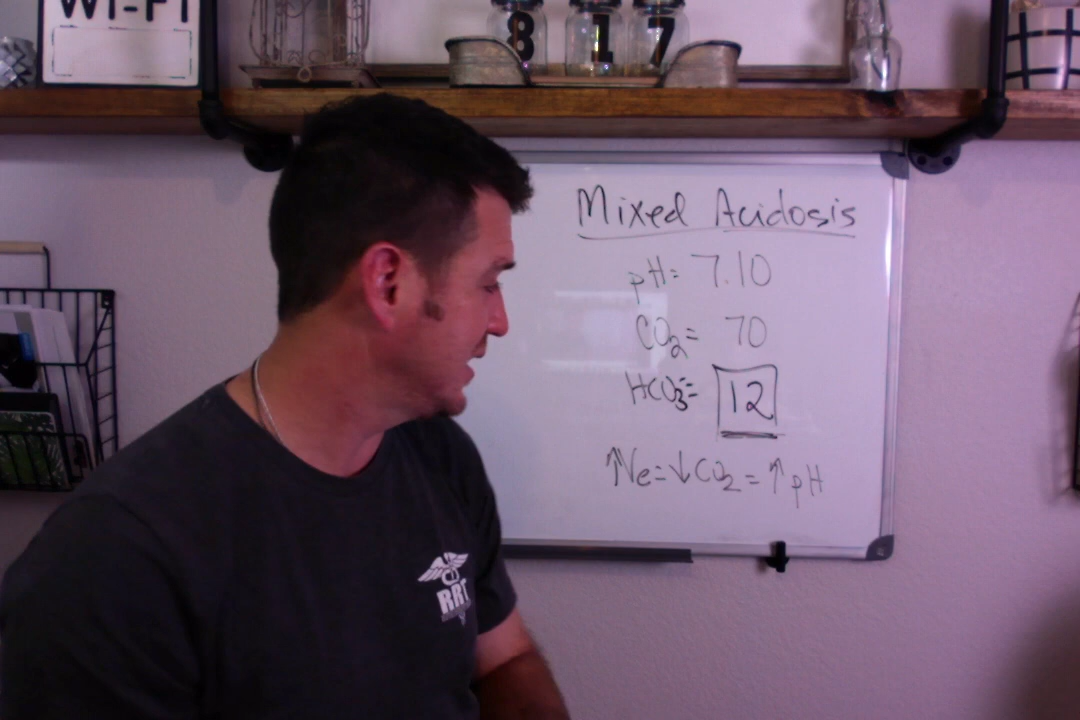 WI-FI
8 1 7
Mixed Acidosis
pH= 7.10
CO₂= 70
HCO₃⁻= 12
↑Ve=↓CO₂=↑pH
RRT